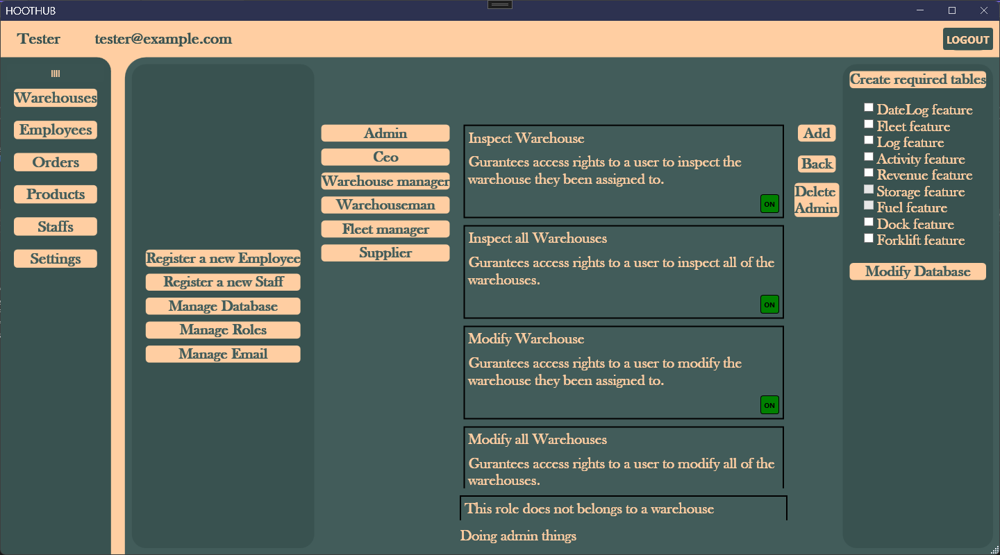 HOOTHUB
Tester
tester@example.com
LOGOUT
Warehouses
Employees
Orders
Products
Staffs
Settings
Register a new Employee
Register a new Staff
Manage Database
Manage Roles
Manage Email
Admin
Ceo
Warehouse manager
Warehouseman
Fleet manager
Supplier
Inspect Warehouse
Gurantees access rights to a user to inspect the
warehouse they been assigned to.
ON
Inspect all Warehouses
Gurantees access rights to a user to inspect all of the
warehouses.
ON
Modify Warehouse
Gurantees access rights to a user to modify the
warehouse they been assigned to.
ON
Modify all Warehouses
Gurantees access rights to a user to modify all of the
warehouses.
This role does not belongs to a warehouse
Doing admin things
Add
Back
Delete
Admin
Create required tables
DateLog feature
Fleet feature
Log feature
Activity feature
Revenue feature
Storage feature
Fuel feature
Dock feature
Forklift feature
Modify Database